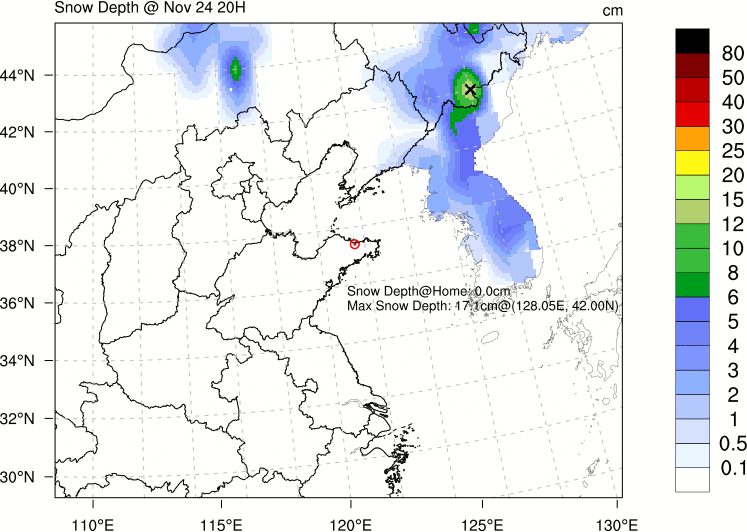 Snow Depth @ Nov 24 20H
cm
44°N
42°N
40°N
38°N
36°N
34°N
32°N
30°N
Snow Depth@Home: 0.0cm
Max Snow Depth: 17.1cm@(128.05E, 42.00N)
110°E 115°E 120°E 125°E 130°E
80
50
40
30
25
20
15
12
10
8
6
5
4
3
2
1
0.5
0.1